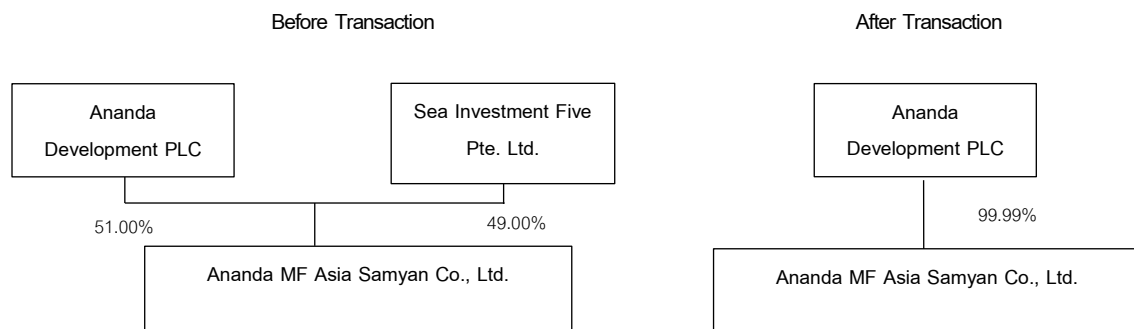 Before Transaction
After Transaction
Ananda
Development PLC
Sea Investment Five
Pte. Ltd.
Ananda
Development PLC
51.00%
49.00%
99.99%
Ananda MF Asia Samyan Co., Ltd.
Ananda MF Asia Samyan Co., Ltd.